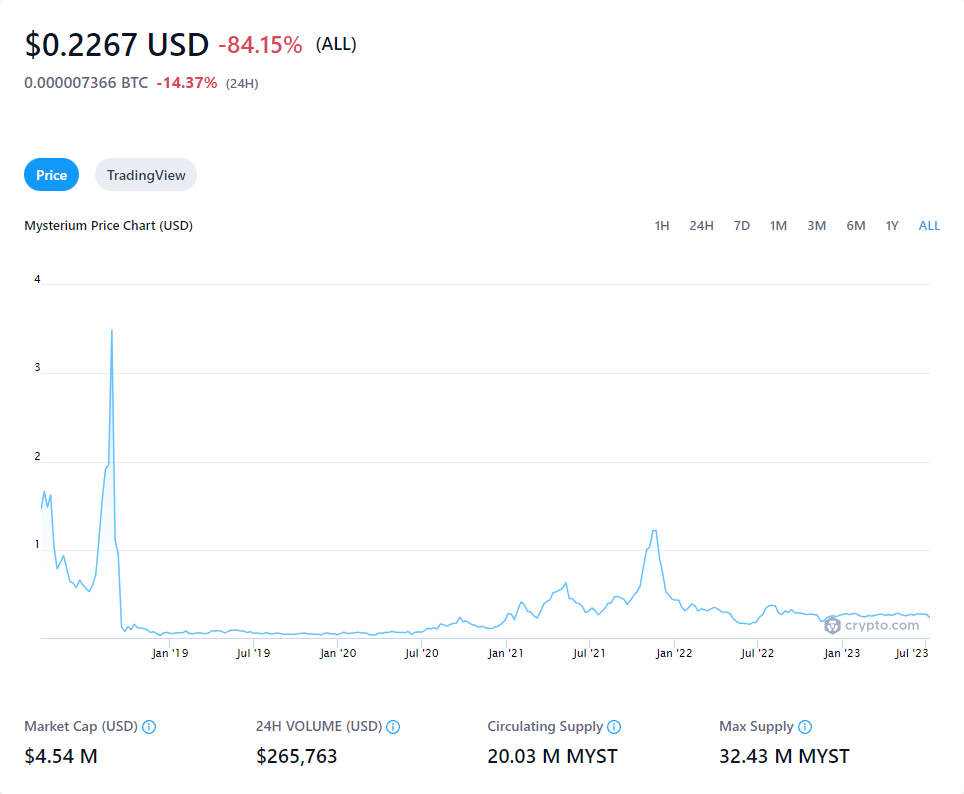 $0.2267 USD -84.15% (ALL)
0.000007366 BTC -14.37% (24H)
Price TradingView
Mysterium Price Chart (USD) 1H 24H 7D 1M 3M 6M 1Y ALL
4
3
2
1
crypto.com
Jan '19 Jul '19 Jan '20 Jul '20 Jan '21 Jul '21 Jan '22 Jul '22 Jan '23 Jul '23
Market Cap (USD) 24H VOLUME (USD) Circulating Supply Max Supply
$4.54 M $265,763 20.03 M MYST 32.43 M MYST